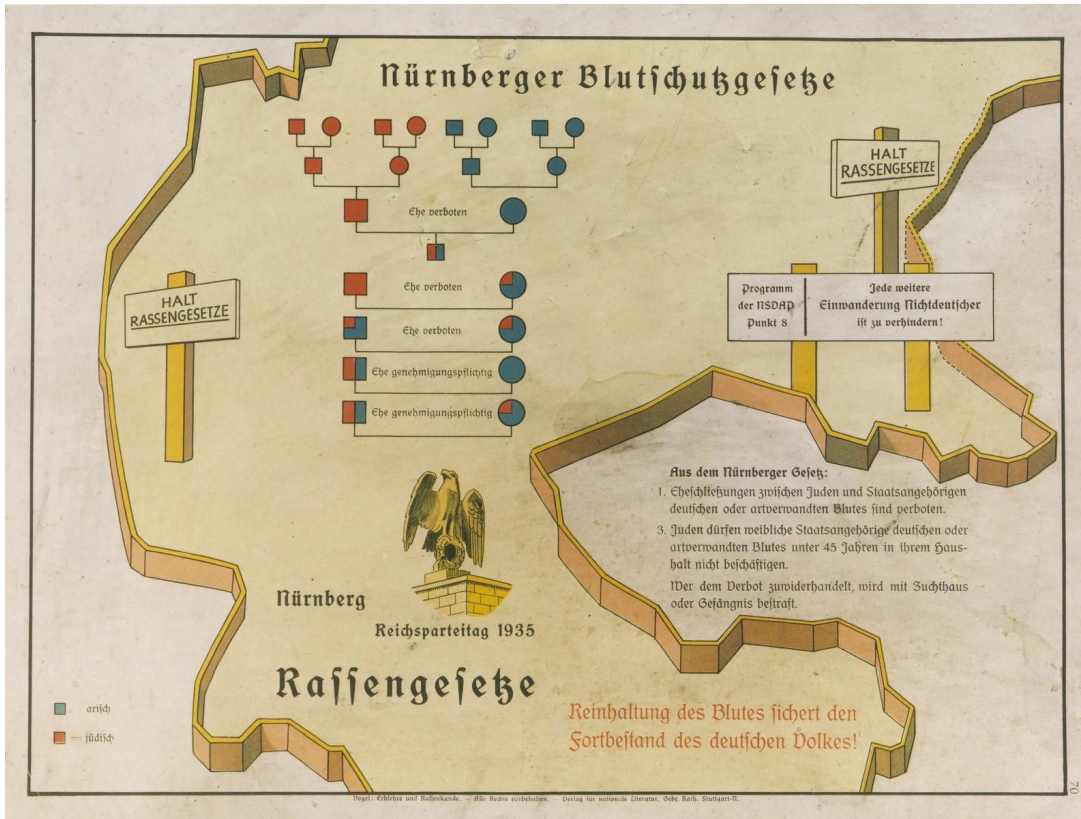 Nürnberger Blutschutzgesetze
HALT
RASSENGESETZE
HALT
RASSENGESETZE
Ehe verboten
Ehe verboten
Ehe verboten
Ehe genehmigungspflichtig
Ehe genehmigungspflichtig
Programm
der NSDAP
Punkt 8
Jede weitere
Einwanderung Nichtdeutscher
ist zu verhindern!
Aus dem Nürnberger Gesetz:
1. Eheschließungen zwischen Juden und Staatsangehörigen
deutschen oder artverwandten Blutes sind verboten.
3. Juden dürfen weibliche Staatsangehörige deutschen oder
artverwandten Blutes unter 45 Jahren in ihrem Haus-
halt nicht beschäftigen.
Wer dem Verbot zuwiderhandelt, wird mit Zuchthaus
oder Gefängnis bestraft.
Nürnberg
Reichsparteitag 1935
Rassengesetze
Reinhaltung des Blutes sichert den
Fortbestand des deutschen Volkes!
arisch
= jüdisch
Vogel: Erblehre und Rassenkunde. — Alle Rechte vorbehalten. — Verlag für nationale Literatur, Gebr. Rath, Stuttgart-N.
70